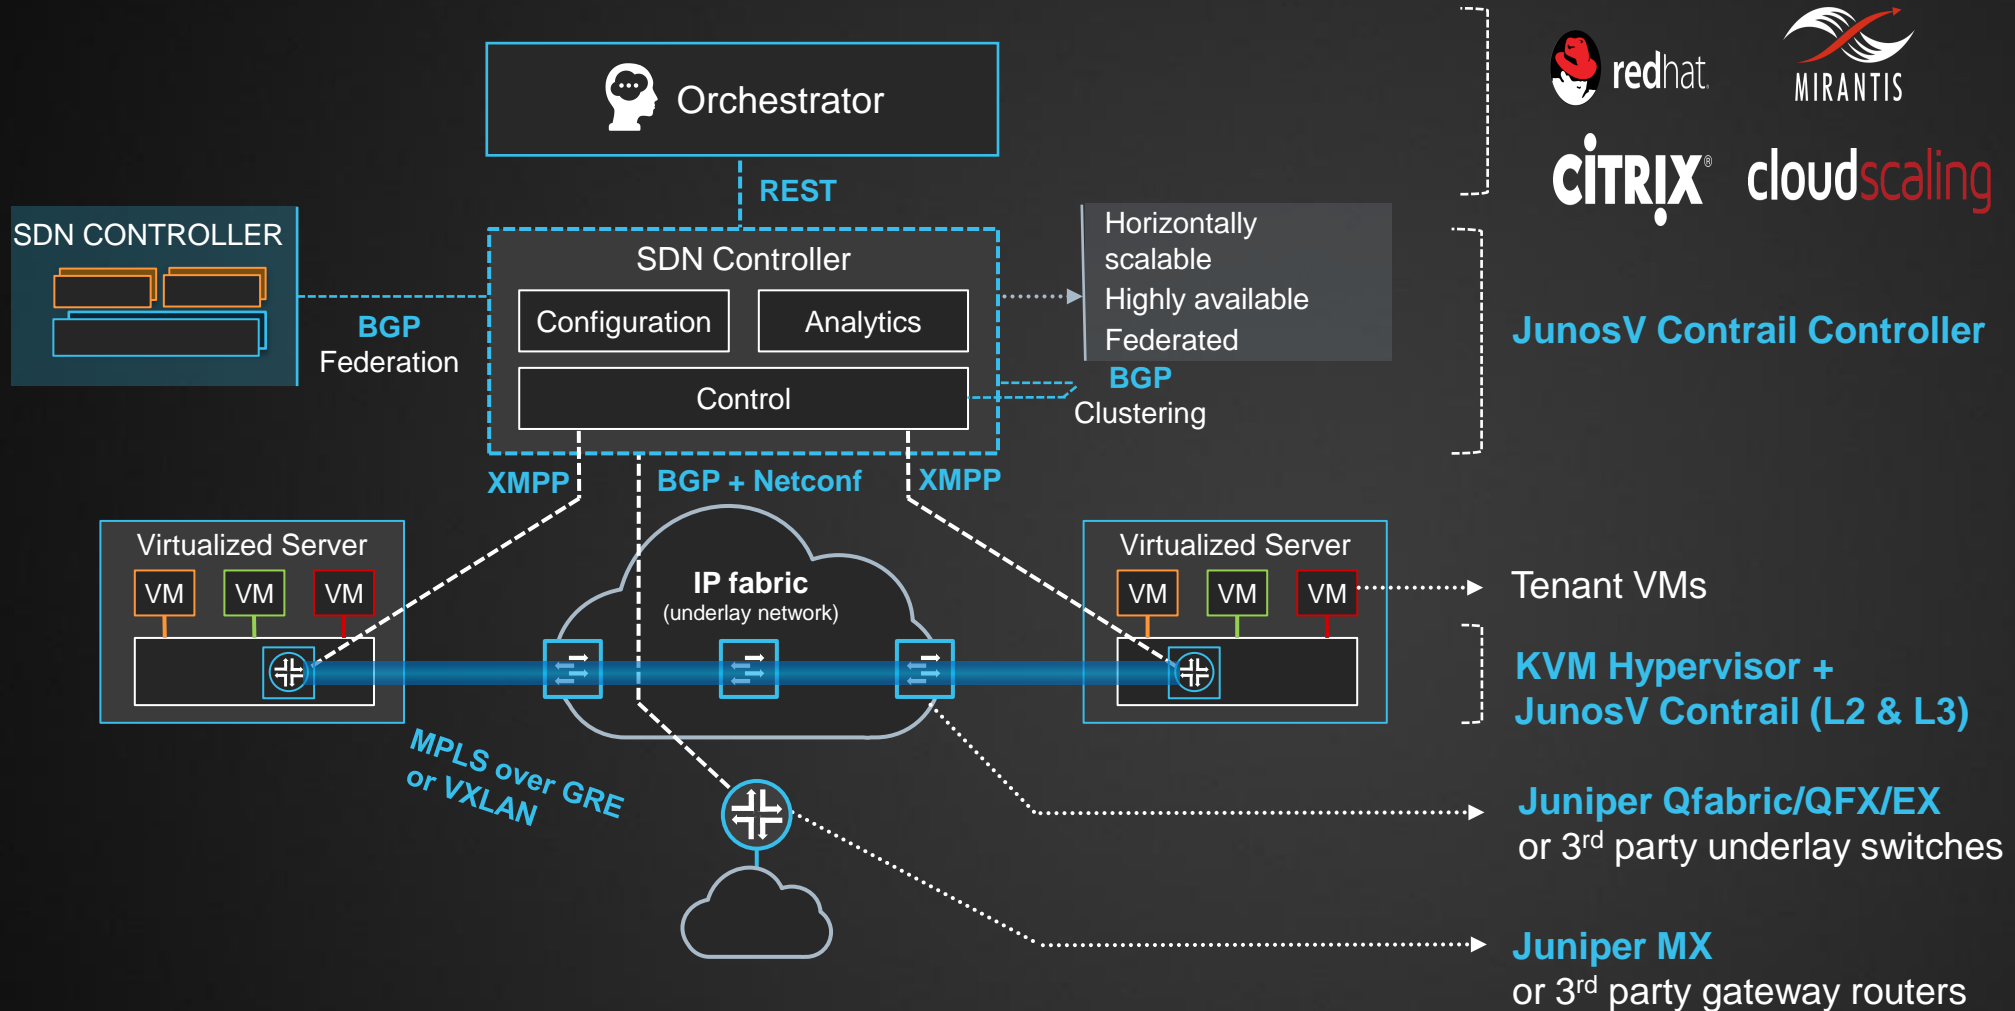 Orchestrator
redhat.
MIRANTIS
CİTRIX®
cloudscaling
REST
SDN CONTROLLER
BGP
Federation
SDN Controller
Configuration
Analytics
Control
Horizontally
scalable
Highly available
Federated
BGP
Clustering
JunosV Contrail Controller
XMPP
BGP + Netconf
XMPP
Virtualized Server
VM
VM
VM
IP fabric
(underlay network)
Virtualized Server
VM
VM
VM
Tenant VMs
KVM Hypervisor +
JunosV Contrail (L2 & L3)
MPLS over GRE
or VXLAN
Juniper Qfabric/QFX/EX
or 3rd party underlay switches
Juniper MX
or 3rd party gateway routers